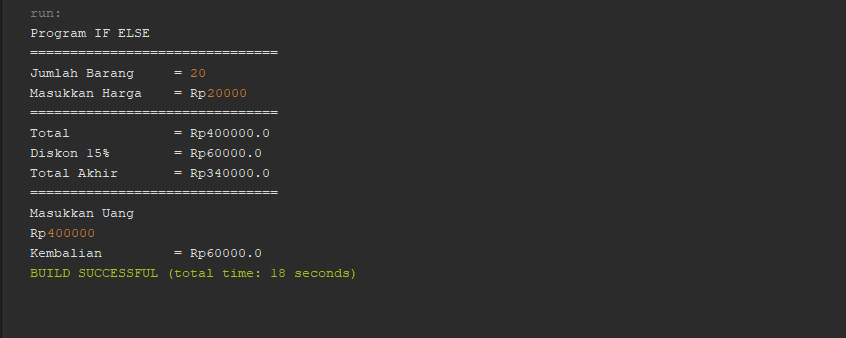 run:
Program IF ELSE
===============================
Jumlah Barang     = 20
Masukkan Harga    = Rp20000
===============================
Total             = Rp400000.0
Diskon 15%        = Rp60000.0
Total Akhir       = Rp340000.0
===============================
Masukkan Uang
Rp400000
Kembalian         = Rp60000.0
BUILD SUCCESSFUL (total time: 18 seconds)